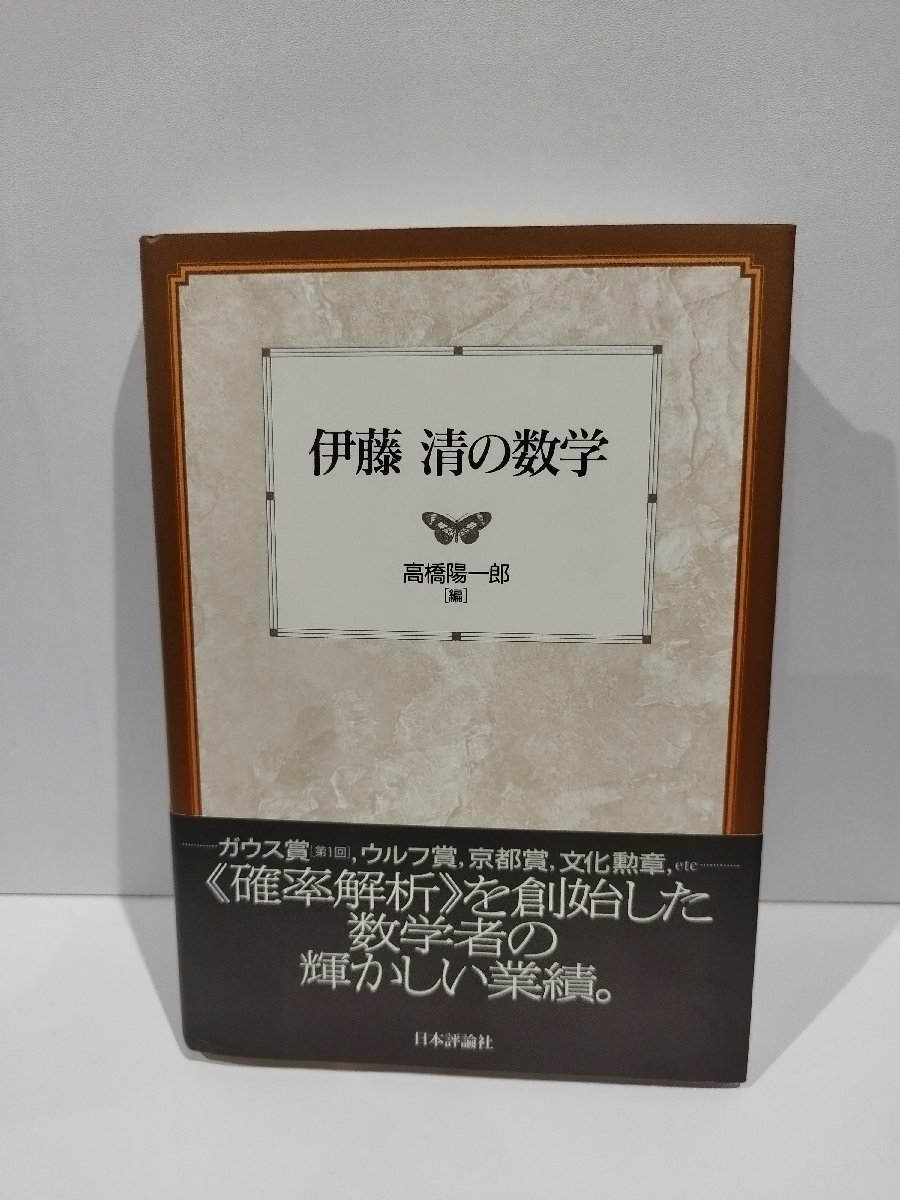 伊藤 清の数学
高橋陽一郎
[編]
ガウス賞[第1回],ウルフ賞,京都賞,文化勲章,etc
《確率解析》を創始した
数学者の
輝かしい業績。
日本評論社